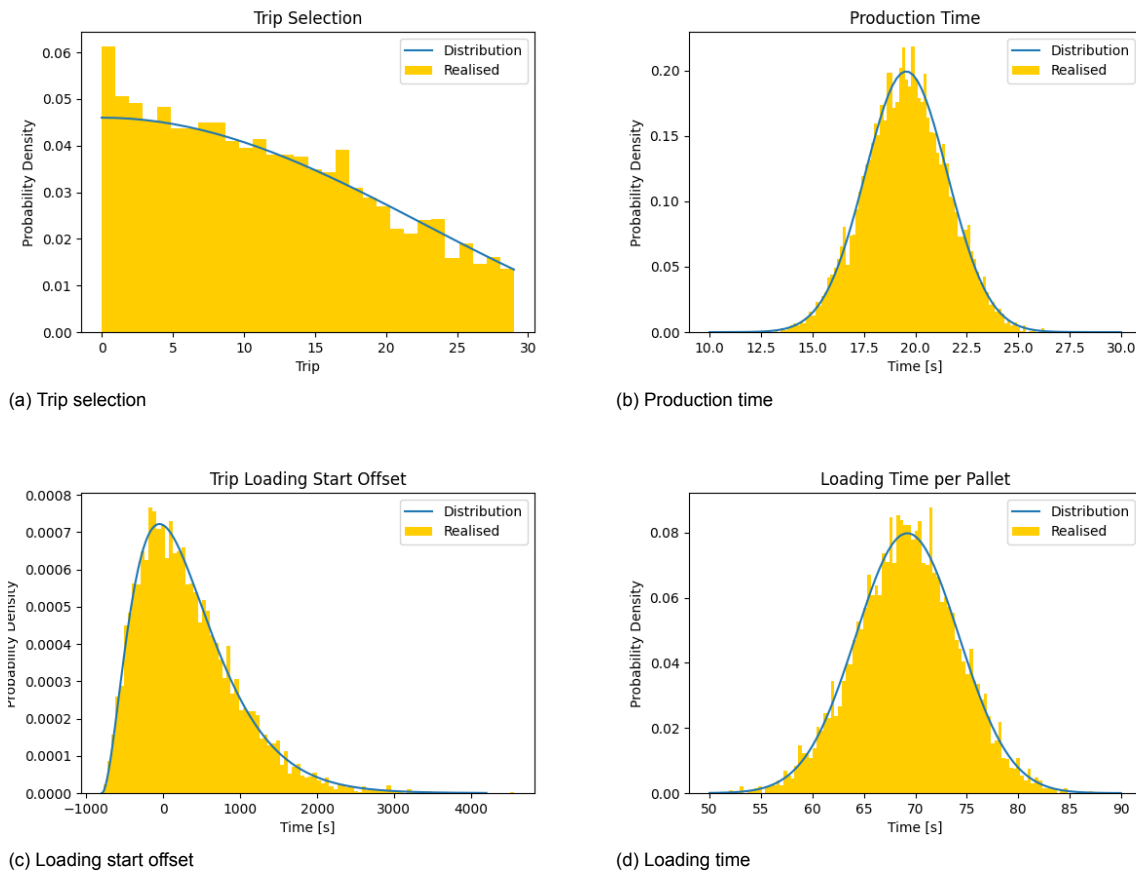 Trip Selection
Distribution
Realised
0.06
0.05
0.04
0.03
0.02
0.01
0.00
Probability Density
0 5 10 15 20 25 30
Trip
(a) Trip selection
Production Time
Distribution
Realised
0.20
0.15
0.10
0.05
0.00
Probability Density
10.0 12.5 15.0 17.5 20.0 22.5 25.0 27.5 30.0
Time [s]
(b) Production time
Trip Loading Start Offset
Distribution
Realised
0.0008
0.0007
0.0006
0.0005
0.0004
0.0003
0.0002
0.0001
0.0000
Probability Density
−1000 0 1000 2000 3000 4000
Time [s]
(c) Loading start offset
Loading Time per Pallet
Distribution
Realised
0.08
0.06
0.04
0.02
0.00
Probability Density
50 55 60 65 70 75 80 85 90
Time [s]
(d) Loading time